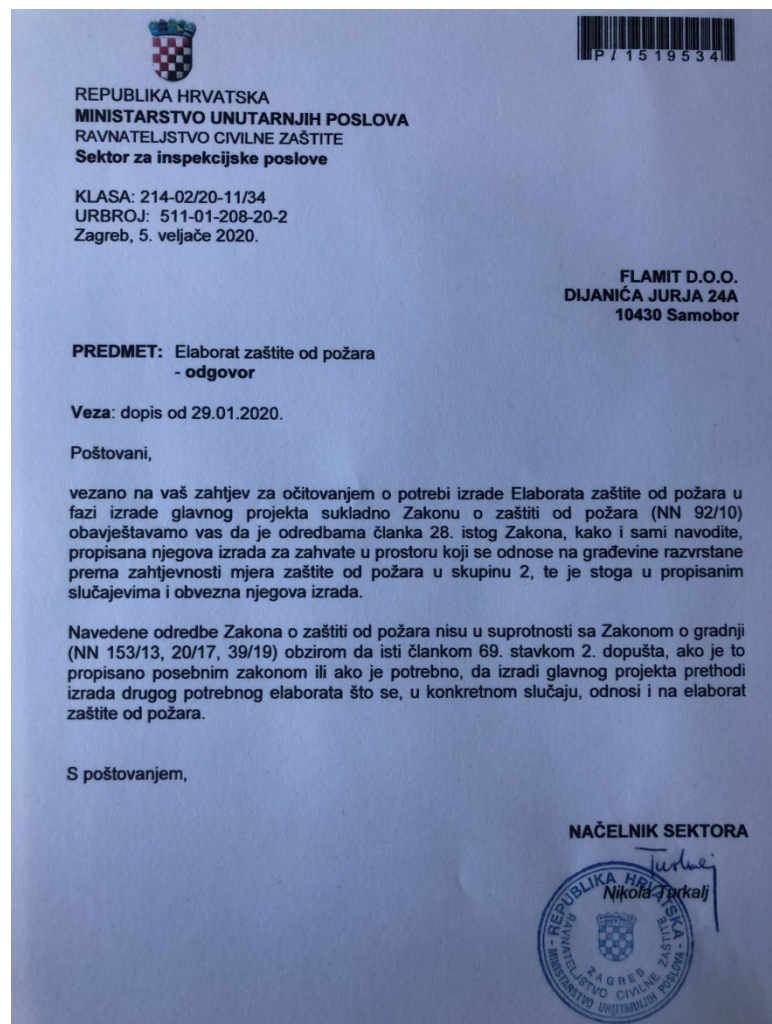 P / 1519534
REPUBLIKA HRVATSKA
MINISTARSTVO UNUTARNJIH POSLOVA
RAVNATELJSTVO CIVILNE ZAŠTITE
Sektor za inspekcijske poslove
KLASA: 214-02/20-11/34
URBROJ: 511-01-208-20-2
Zagreb, 5. veljače 2020.
FLAMIT D.O.O.
DIJANIĆA JURJA 24A
10430 Samobor
PREDMET: Elaborat zaštite od požara
- odgovor
Veza: dopis od 29.01.2020.
Poštovani,
vezano na vaš zahtjev za očitovanjem o potrebi izrade Elaborata zaštite od požara u
fazi izrade glavnog projekta sukladno Zakonu o zaštiti od požara (NN 92/10)
obavještavamo vas da je odredbama članka 28. istog Zakona, kako i sami navodite,
propisana njegova izrada za zahvate u prostoru koji se odnose na građevine razvrstane
prema zahtjevnosti mjera zaštite od požara u skupinu 2, te je stoga u propisanim
slučajevima i obvezna njegova izrada.
Navedene odredbe Zakona o zaštiti od požara nisu u suprotnosti sa Zakonom o gradnji
(NN 153/13, 20/17, 39/19) obzirom da isti člankom 69. stavkom 2. dopušta, ako je to
propisano posebnim zakonom ili ako je potrebno, da izradi glavnog projekta prethodi
izrada drugog potrebnog elaborata što se, u konkretnom slučaju, odnosi i na elaborat
zaštite od požara.
S poštovanjem,
NAČELNIK SEKTORA
Turkalj
Nikola Turkalj
REPUBLIKA HRVATSKA
MINISTARSTVO UNUTARNJIH POSLOVA
RAVNATELJSTVO CIVILNE ZAŠTITE
ZAGREB